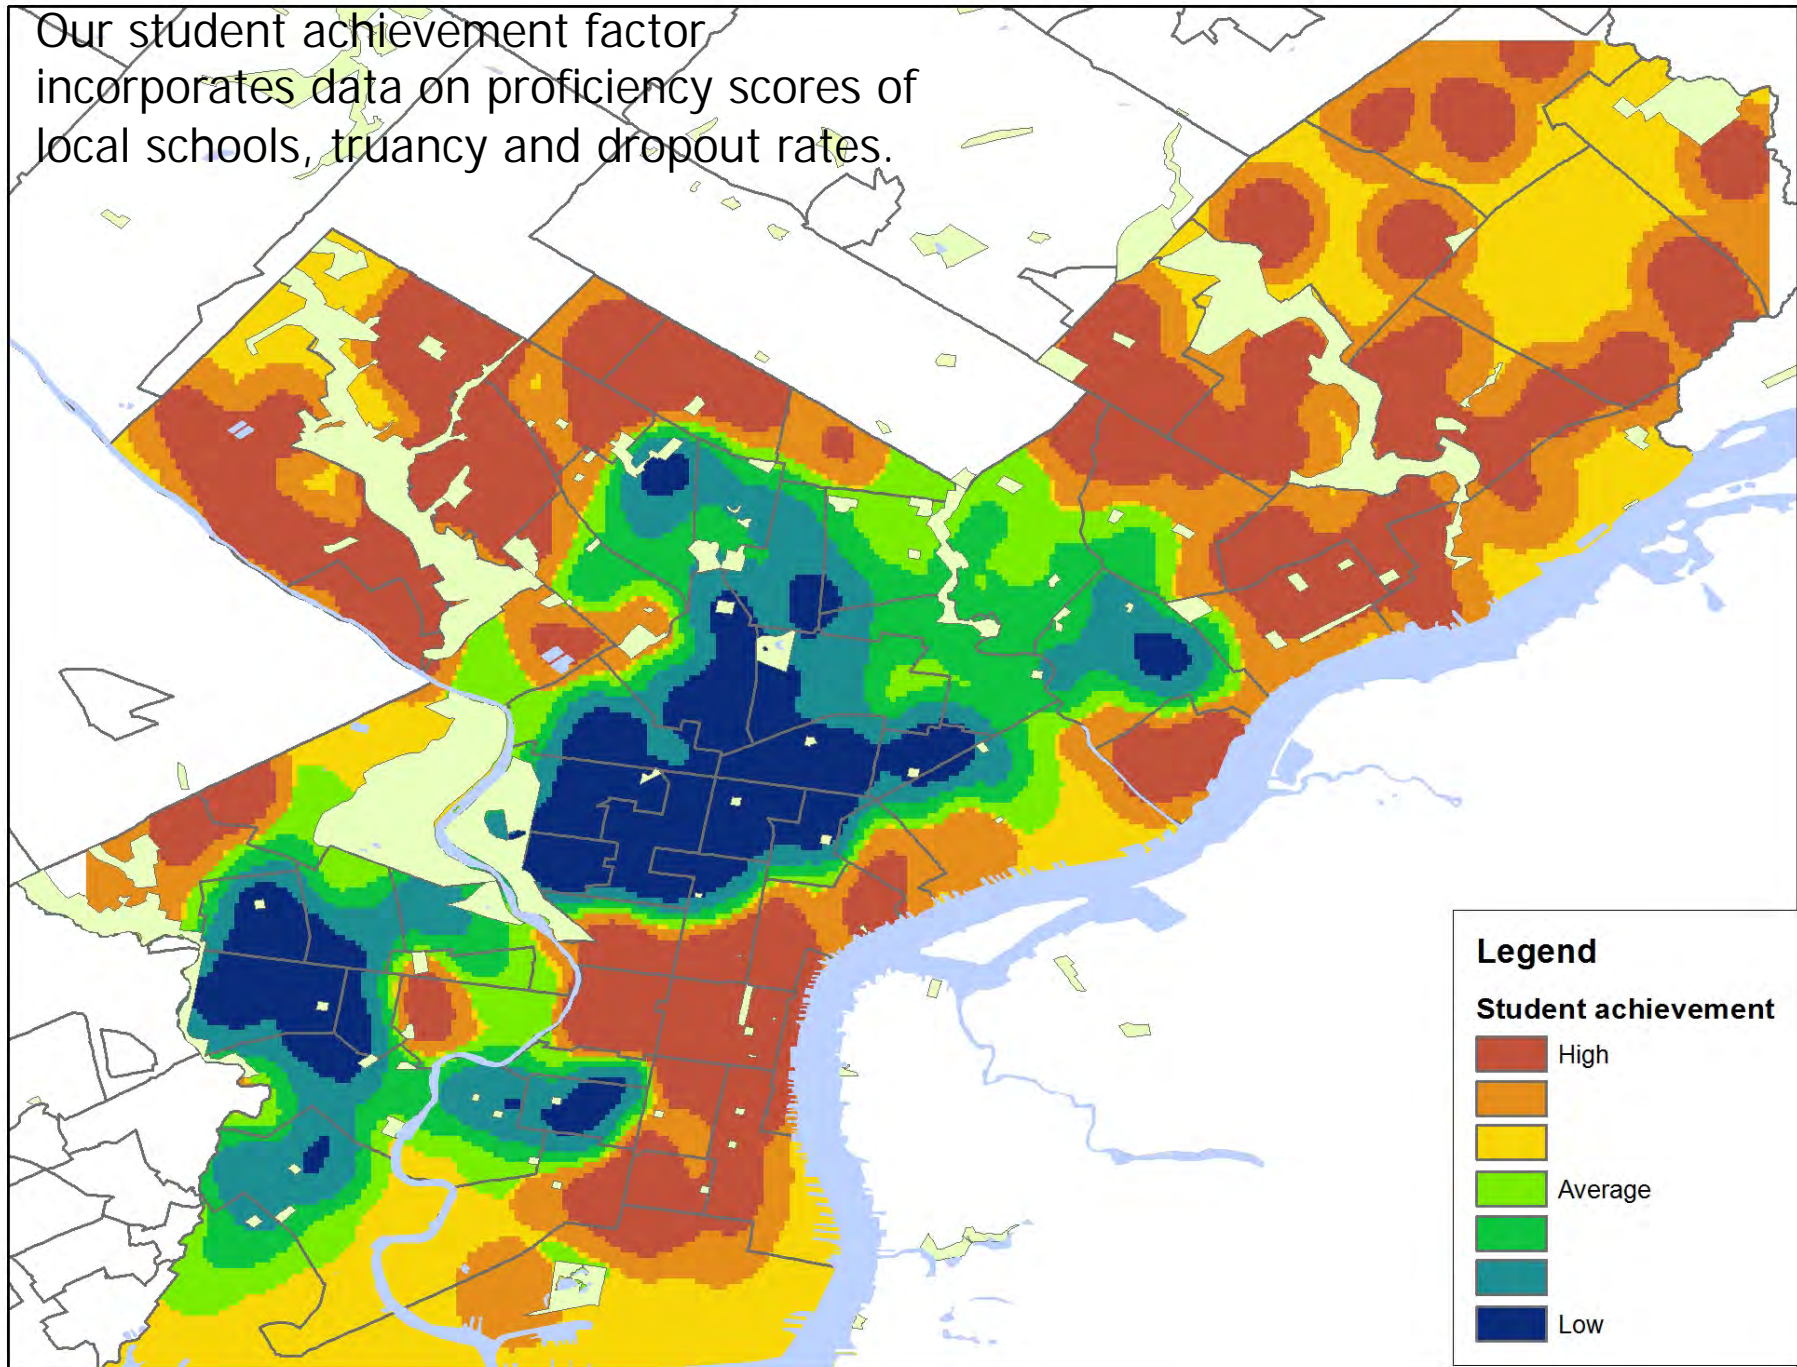 Our student achievement factor
incorporates data on proficiency scores of
local schools, truancy and dropout rates.
Legend
Student achievement
High
Average
Low